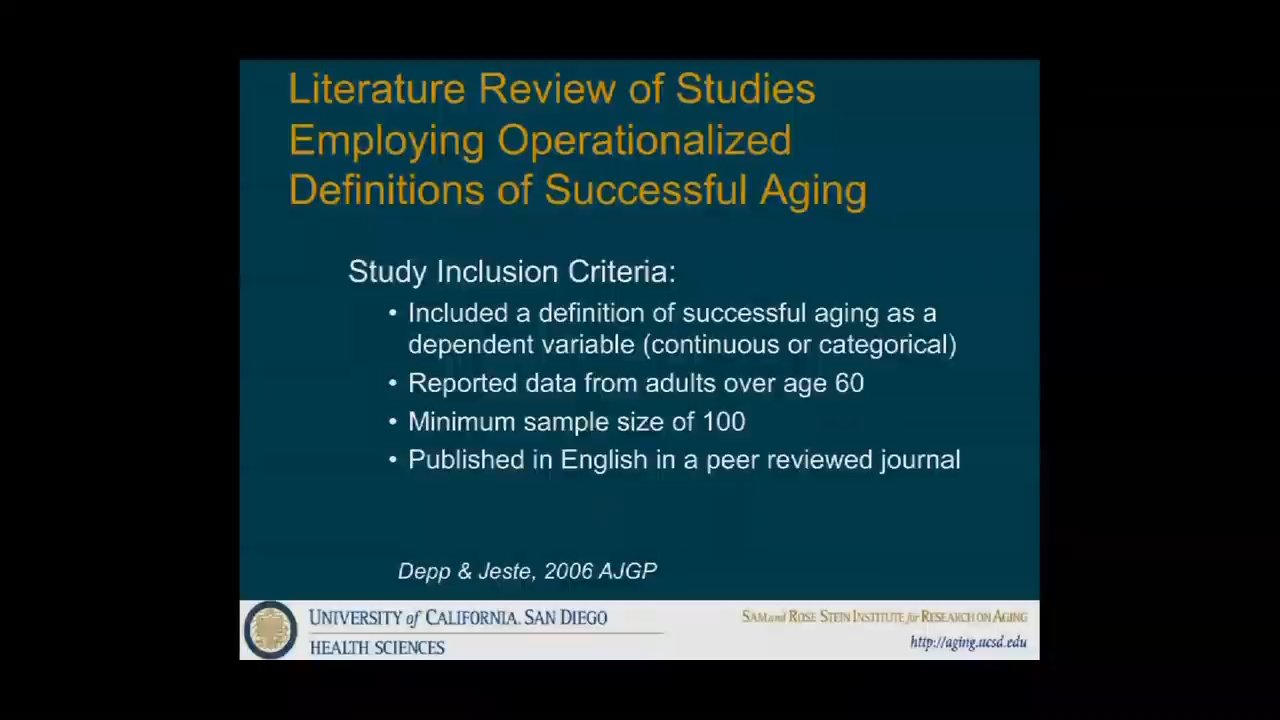 Literature Review of Studies
Employing Operationalized
Definitions of Successful Aging
Study Inclusion Criteria:
• Included a definition of successful aging as a
dependent variable (continuous or categorical)
• Reported data from adults over age 60
• Minimum sample size of 100
• Published in English in a peer reviewed journal
Depp & Jeste, 2006 AJGP
UNIVERSITY of CALIFORNIA, SAN DIEGO
HEALTH SCIENCES
SAM and ROSE STEIN INSTITUTE for RESEARCH ON AGING
http://aging.ucsd.edu